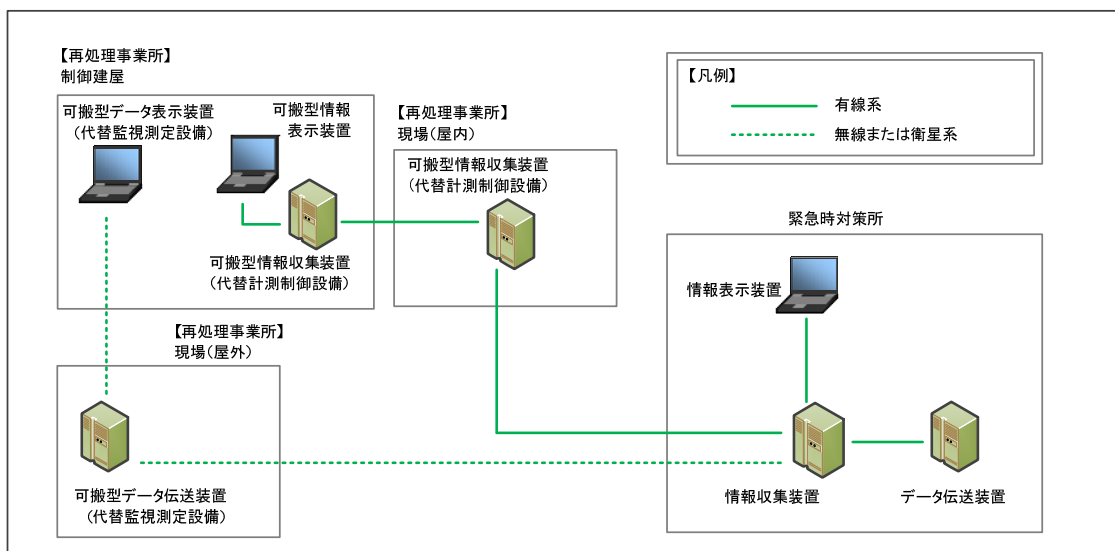 【再処理事業所】
制御建屋
可搬型データ表示装置
(代替監視測定設備)
可搬型情報
表示装置
可搬型情報収集装置
(代替計測制御設備)
【再処理事業所】
現場(屋内)
可搬型情報収集装置
(代替計測制御設備)
【凡例】
有線系
無線または衛星系
【再処理事業所】
現場(屋外)
可搬型データ伝送装置
(代替監視測定設備)
緊急時対策所
情報表示装置
情報収集装置
データ伝送装置